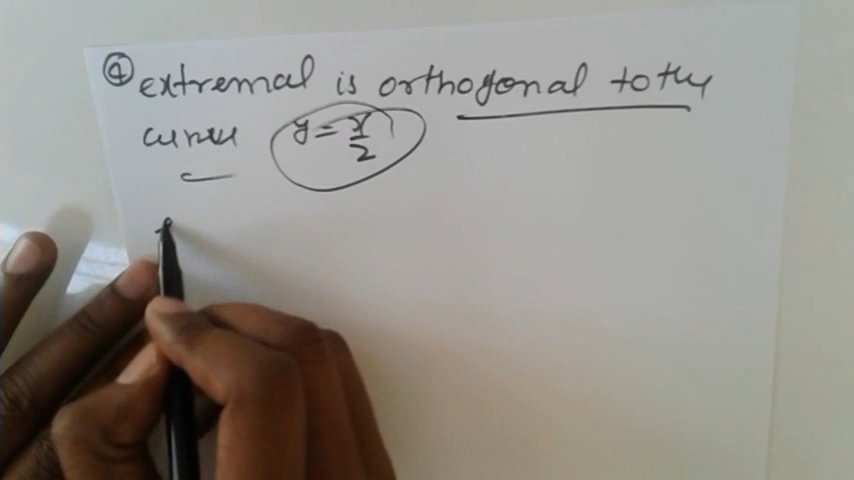 ④ extremal is orthogonal to the
curve y = x/2